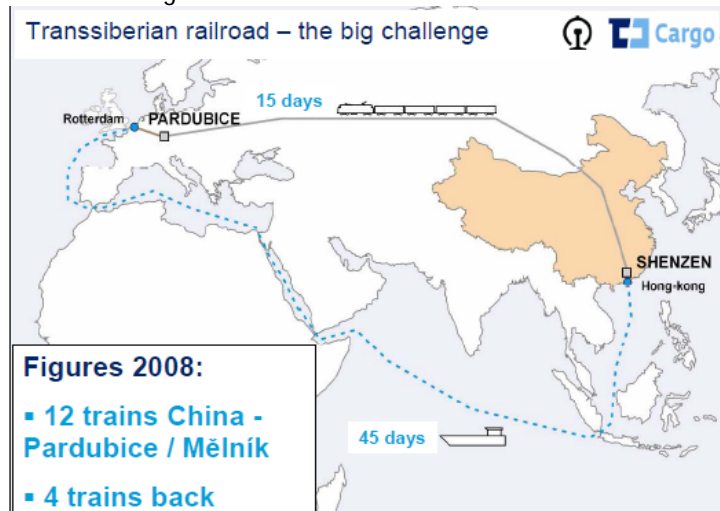 Transsiberian railroad – the big challenge
Cargo
15 days
Rotterdam
PARDUBICE
SHENZEN
Hong-kong
45 days
Figures 2008:
▪ 12 trains China -
Pardubice / Mělník
▪ 4 trains back